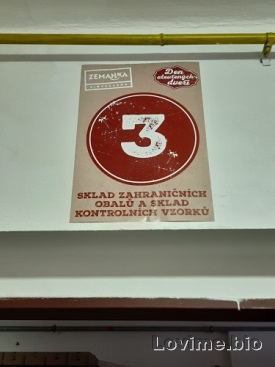 ZEMANKA
Den
otevřených
dveří
3
SKLAD ZAHRANIČNÍCH
OBALŮ A SKLAD
KONTROLNÍCH VZORKŮ
Lovime.bio